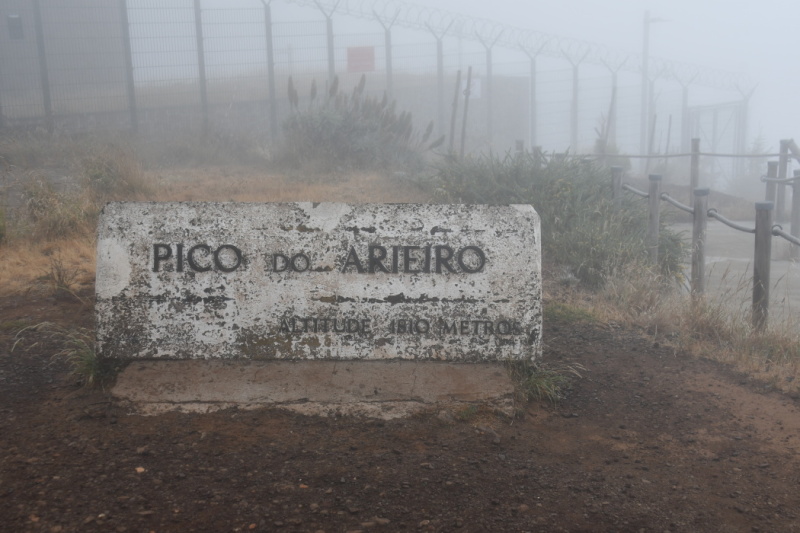 PICO DO ARIEIRO
ALTITUDE 1810 METROS